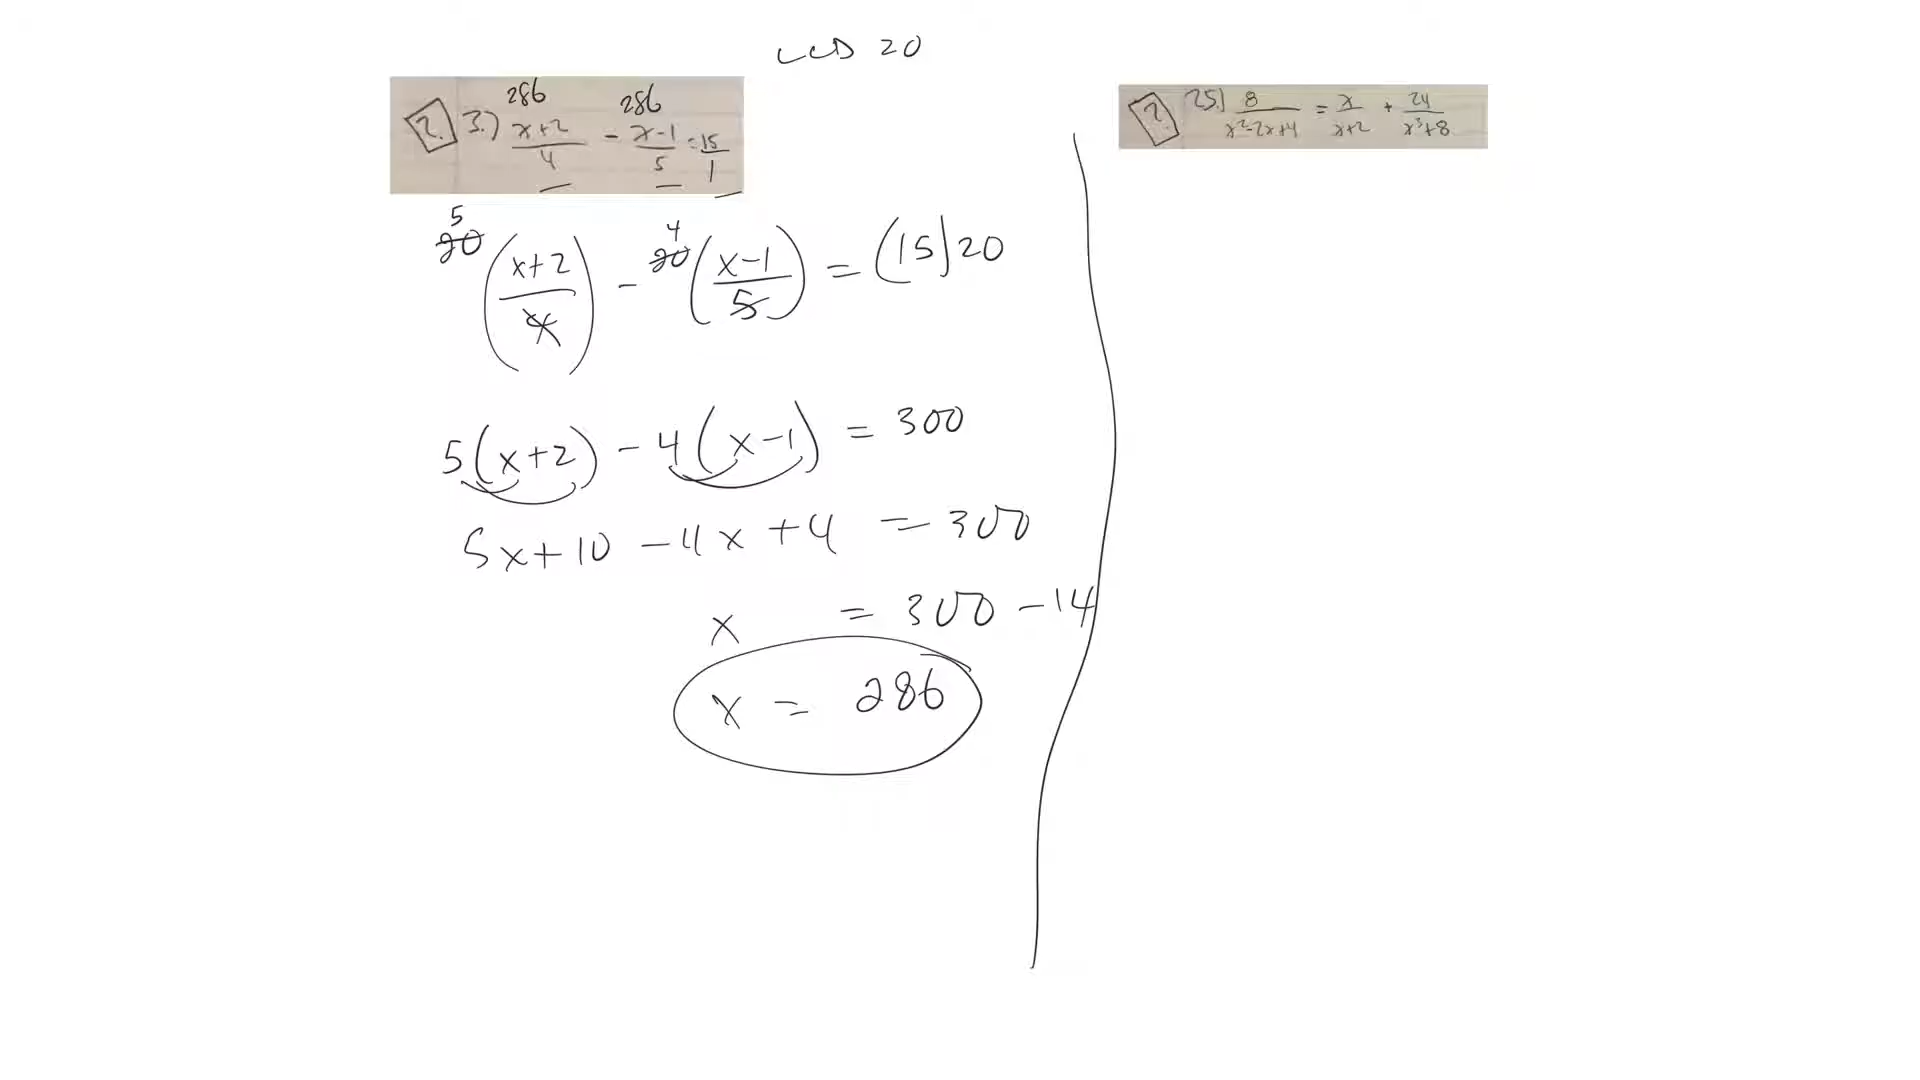 LCD 20
286 286
2. 3.) x+2/4 - x-1/5 = 15/1
5 4
20(x+2/4) - 20(x-1/5) = (15)20
5(x+2) - 4(x-1) = 300
5x+10 -4x +4 = 300
x = 300 -14
x = 286
? 25.) 8/x²-2x+4 = x/x+2 + 24/x³+8